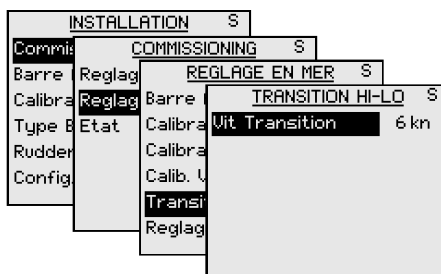 INSTALLATION S
Commis
Barre
Calibra
Type B
Rudder
Config.
COMMISSIONING S
Reglag
Reglag
Etat
REGLAGE EN MER S
Barre
Calibra
Calibra
Calib. V
Transi
Reglag
TRANSITION HI-LO S
Vit Transition 6 kn